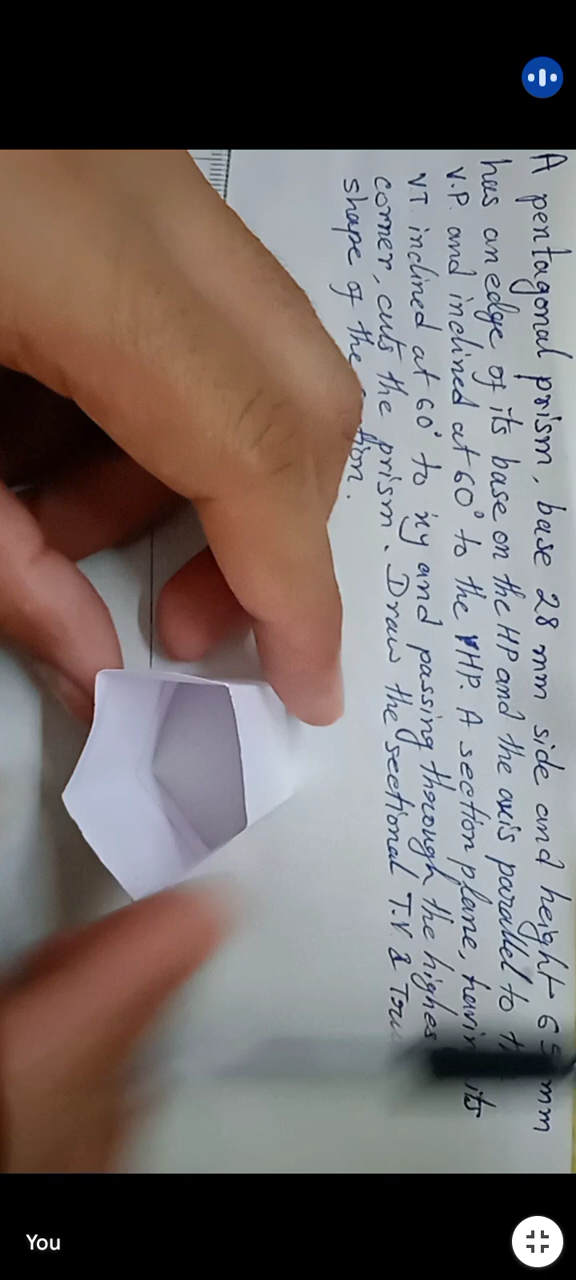 A pentagonal prism, base 28 mm side and height 65 mm
has an edge of its base on the HP and the axis parallel to
V.P. and inclined at 60° to the HP. A section plane, its
VT inclined at 60° to xy and passing through the
corner, cuts the prism. Draw the sectional T.V. &
shape of the
You